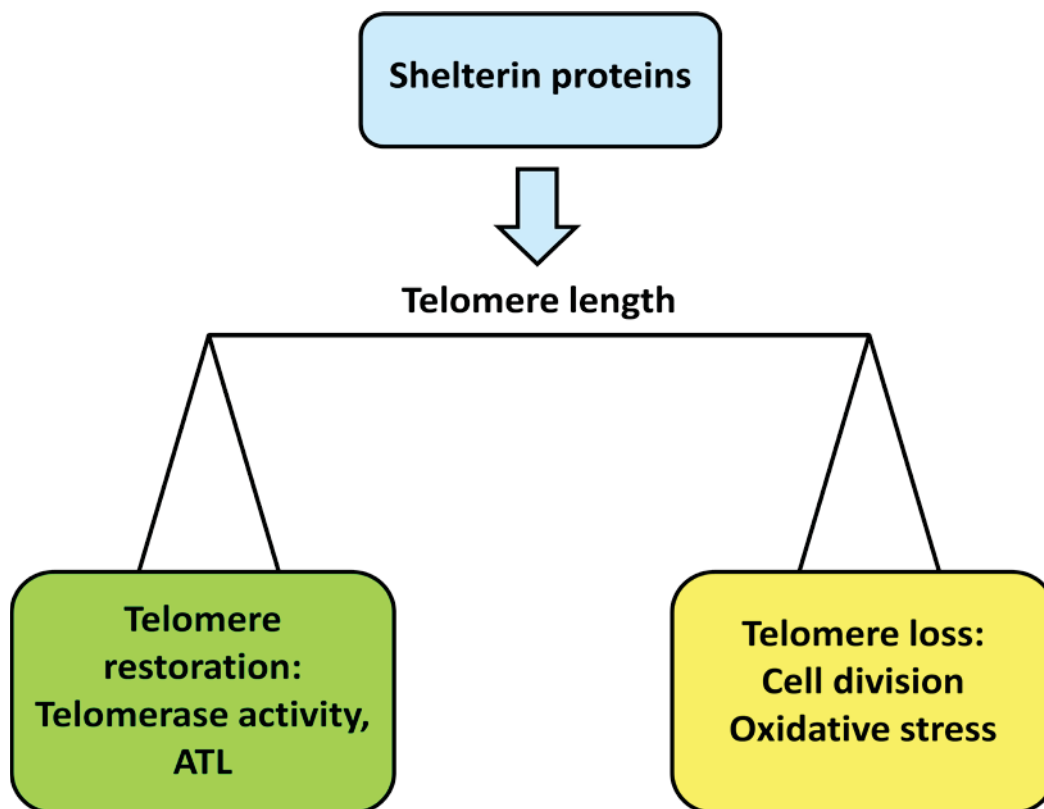 Shelterin proteins
Telomere length
Telomere
restoration:
Telomerase activity,
ATL
Telomere loss:
Cell division
Oxidative stress